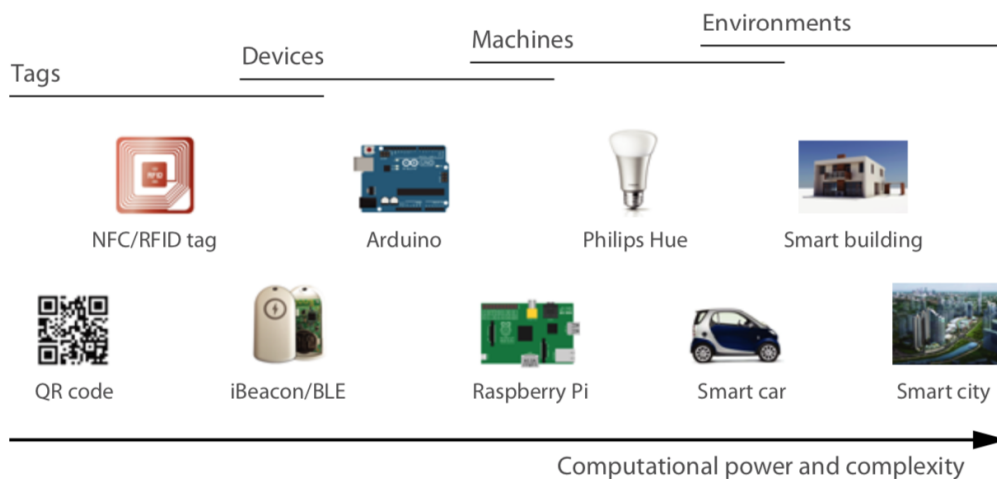 Tags
Devices
Machines
Environments
RFID
NFC/RFID tag
Arduino
Philips Hue
Smart building
QR code
iBeacon/BLE
Raspberry Pi
Smart car
Smart city
Computational power and complexity